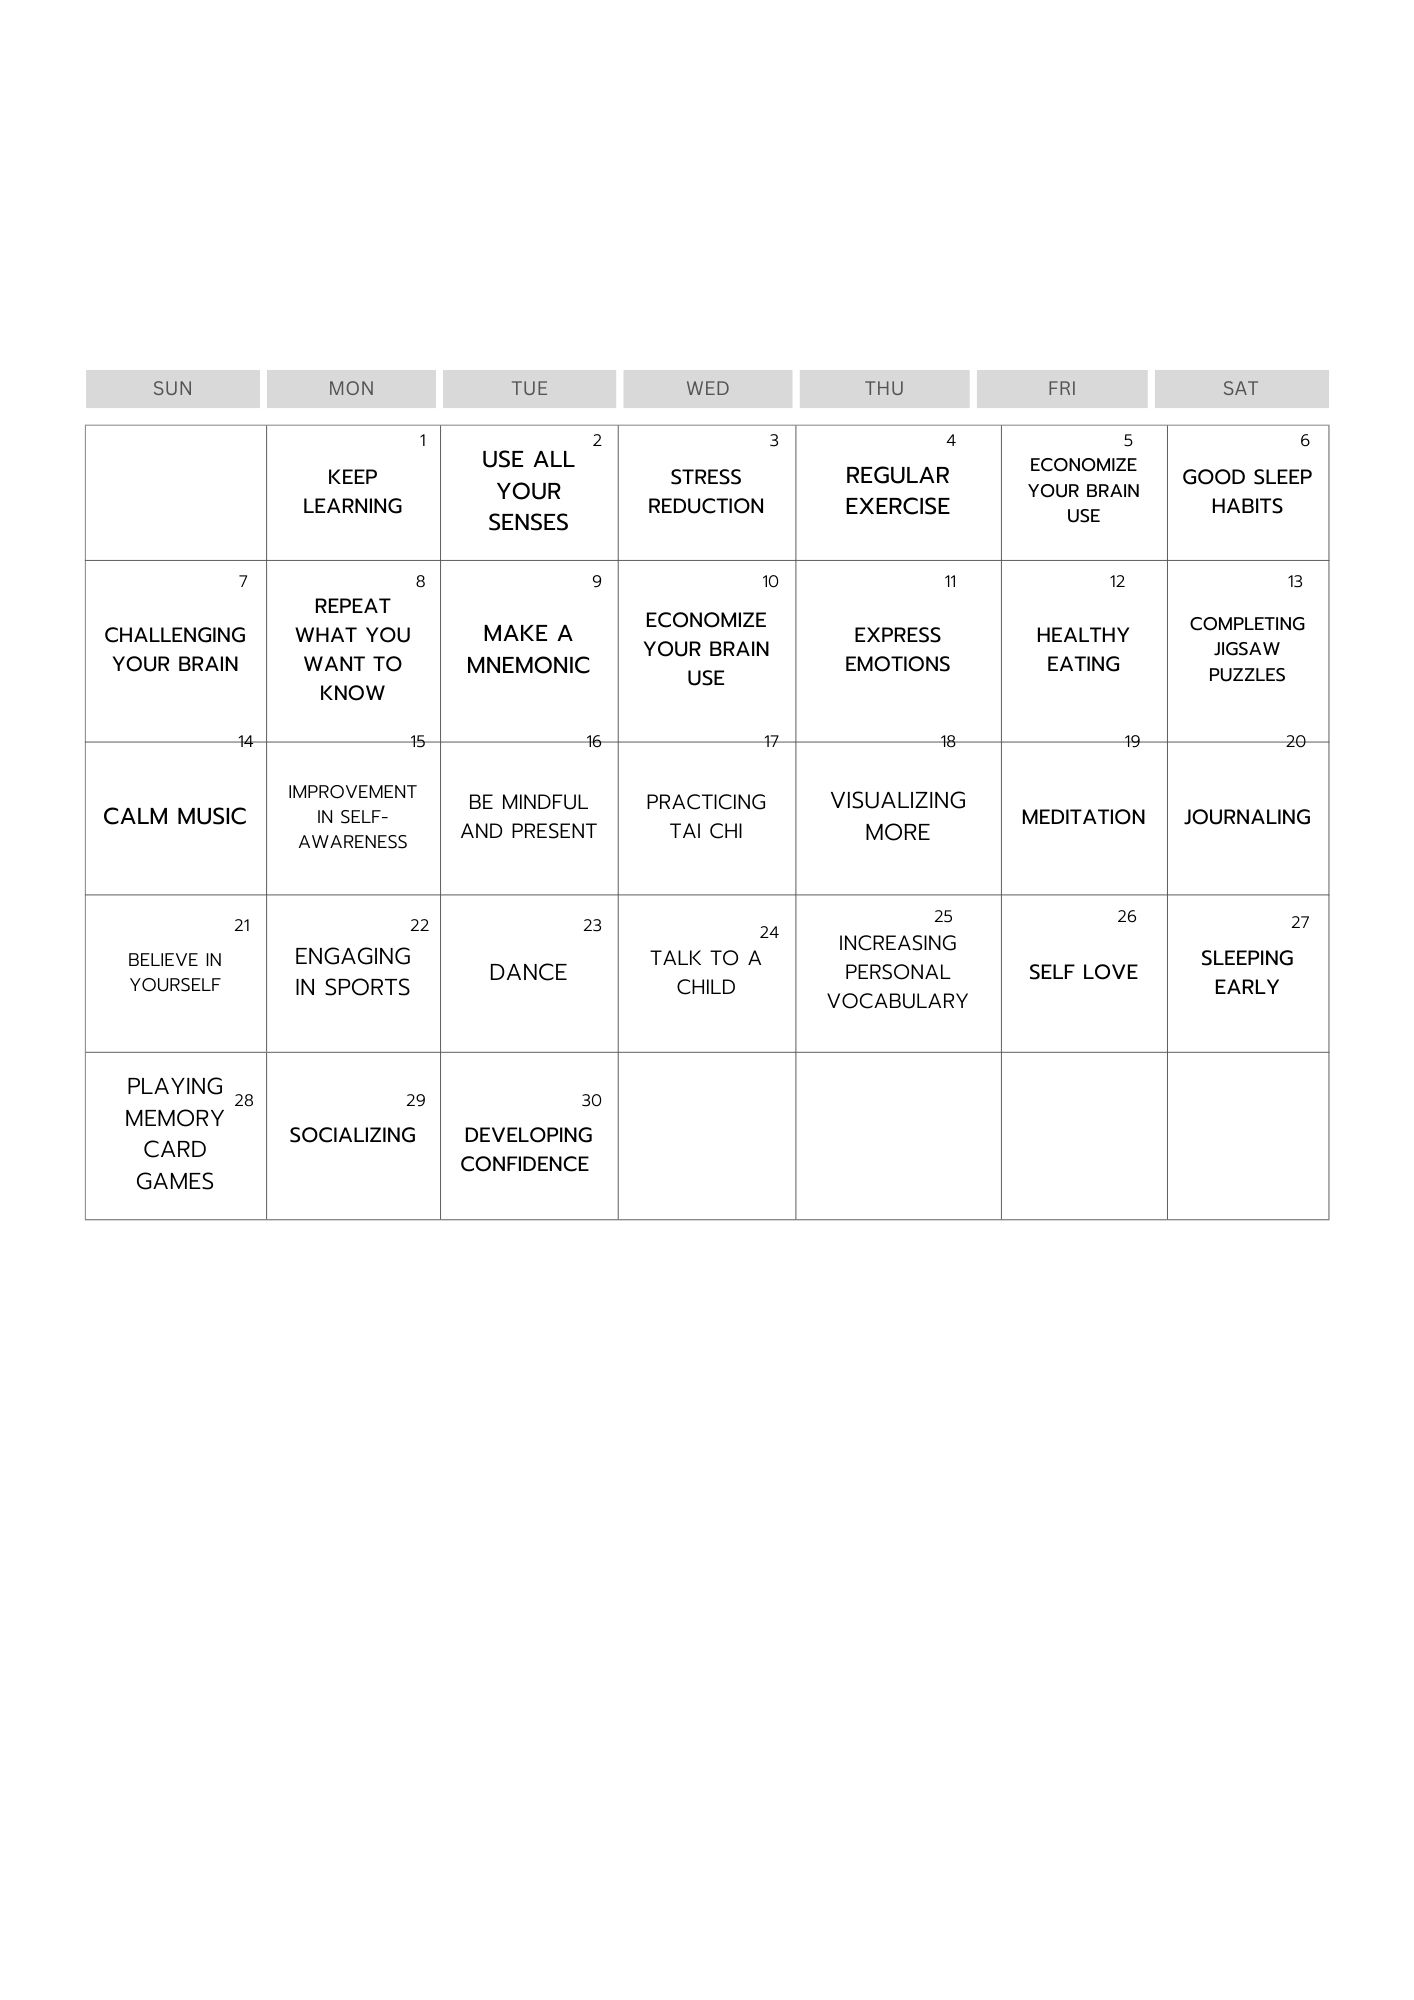 SUN MON TUE WED THU FRI SAT
1
KEEP
LEARNING
2
USE ALL
YOUR
SENSES
3
STRESS
REDUCTION
4
REGULAR
EXERCISE
5
ECONOMIZE
YOUR BRAIN
USE
6
GOOD SLEEP
HABITS
7
CHALLENGING
YOUR BRAIN
8
REPEAT
WHAT YOU
WANT TO
KNOW
9
MAKE A
MNEMONIC
10
ECONOMIZE
YOUR BRAIN
USE
11
EXPRESS
EMOTIONS
12
HEALTHY
EATING
13
COMPLETING
JIGSAW
PUZZLES
14
CALM MUSIC
15
IMPROVEMENT
IN SELF-
AWARENESS
16
BE MINDFUL
AND PRESENT
17
PRACTICING
TAI CHI
18
VISUALIZING
MORE
19
MEDITATION
20
JOURNALING
21
BELIEVE IN
YOURSELF
22
ENGAGING
IN SPORTS
23
DANCE
24
TALK TO A
CHILD
25
INCREASING
PERSONAL
VOCABULARY
26
SELF LOVE
27
SLEEPING
EARLY
28
PLAYING
MEMORY
CARD
GAMES
29
SOCIALIZING
30
DEVELOPING
CONFIDENCE